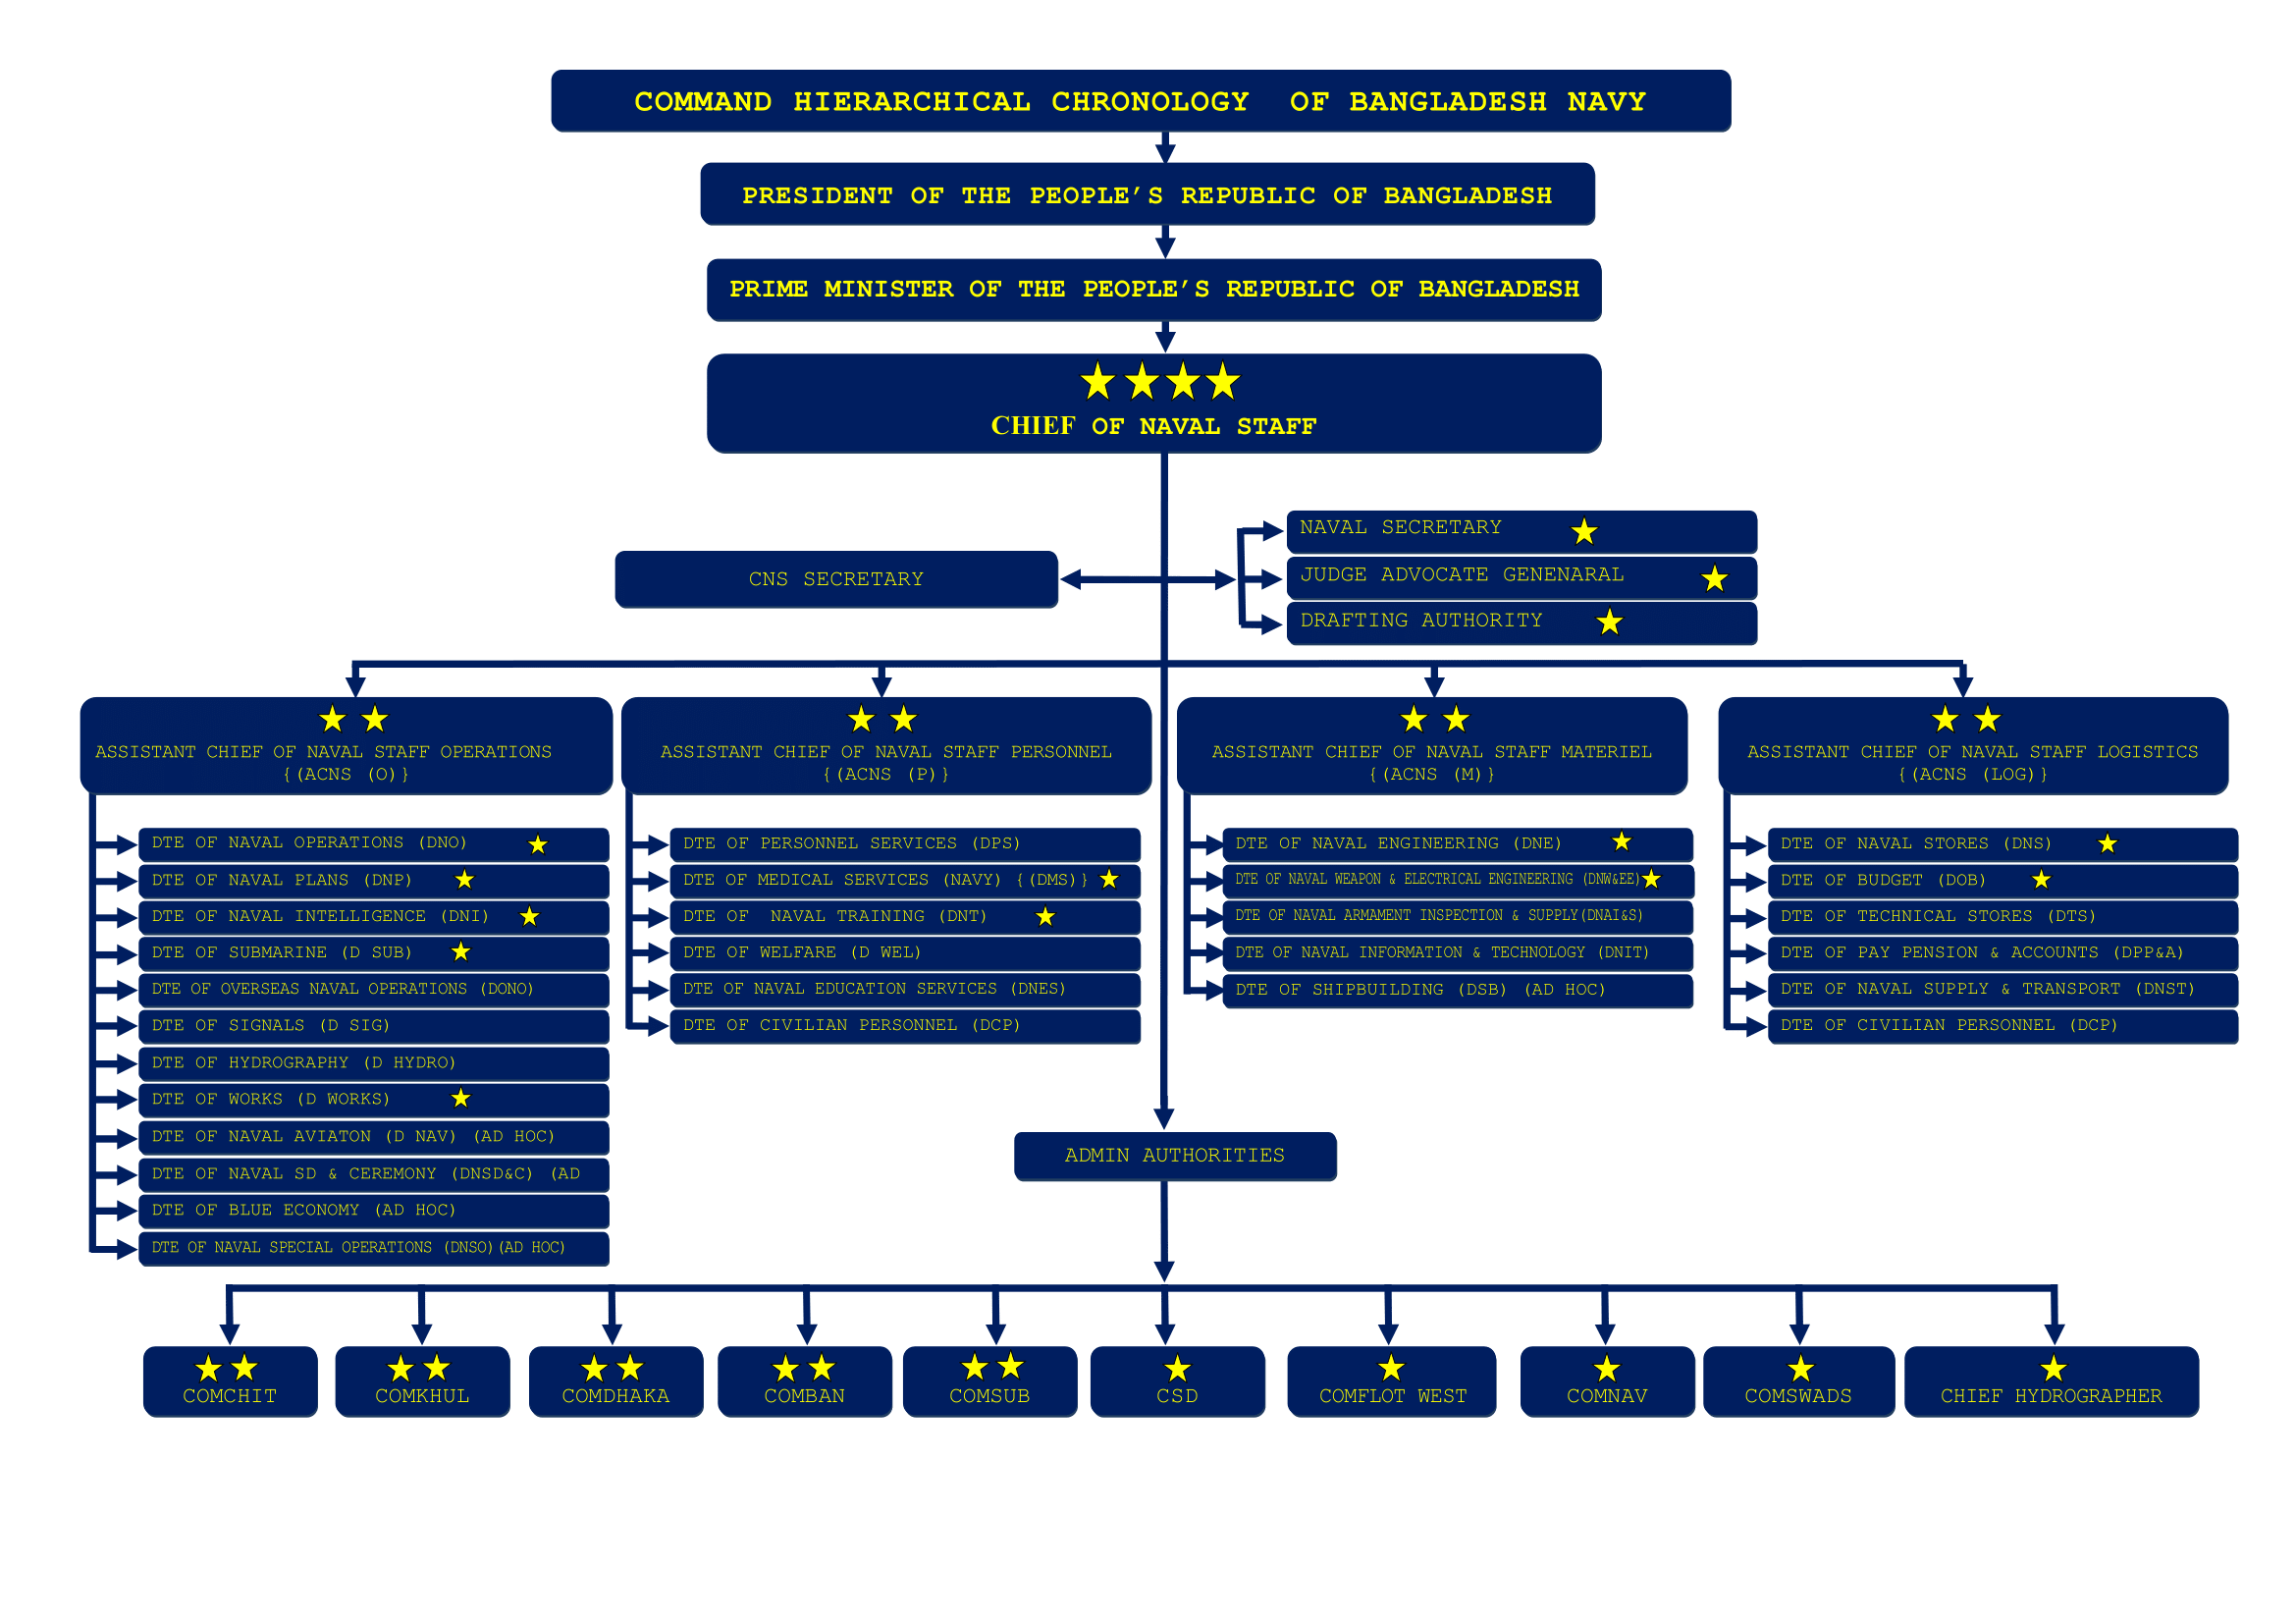 COMMAND HIERARCHICAL CHRONOLOGY OF BANGLADESH NAVY
PRESIDENT OF THE PEOPLE’S REPUBLIC OF BANGLADESH
PRIME MINISTER OF THE PEOPLE’S REPUBLIC OF BANGLADESH
CHIEF OF NAVAL STAFF
CNS SECRETARY
NAVAL SECRETARY
JUDGE ADVOCATE GENENARAL
DRAFTING AUTHORITY
ASSISTANT CHIEF OF NAVAL STAFF OPERATIONS
{(ACNS (O)}
DTE OF NAVAL OPERATIONS (DNO)
DTE OF NAVAL PLANS (DNP)
DTE OF NAVAL INTELLIGENCE (DNI)
DTE OF SUBMARINE (D SUB)
DTE OF OVERSEAS NAVAL OPERATIONS (DONO)
DTE OF SIGNALS (D SIG)
DTE OF HYDROGRAPHY (D HYDRO)
DTE OF WORKS (D WORKS)
DTE OF NAVAL AVIATON (D NAV) (AD HOC)
DTE OF NAVAL SD & CEREMONY (DNSD&C) (AD
DTE OF BLUE ECONOMY (AD HOC)
DTE OF NAVAL SPECIAL OPERATIONS (DNSO)(AD HOC)
ASSISTANT CHIEF OF NAVAL STAFF PERSONNEL
{(ACNS (P)}
DTE OF PERSONNEL SERVICES (DPS)
DTE OF MEDICAL SERVICES (NAVY) {(DMS)}
DTE OF NAVAL TRAINING (DNT)
DTE OF WELFARE (D WEL)
DTE OF NAVAL EDUCATION SERVICES (DNES)
DTE OF CIVILIAN PERSONNEL (DCP)
ASSISTANT CHIEF OF NAVAL STAFF MATERIEL
{(ACNS (M)}
DTE OF NAVAL ENGINEERING (DNE)
DTE OF NAVAL WEAPON & ELECTRICAL ENGINEERING (DNW&EE)
DTE OF NAVAL ARMAMENT INSPECTION & SUPPLY(DNAI&S)
DTE OF NAVAL INFORMATION & TECHNOLOGY (DNIT)
DTE OF SHIPBUILDING (DSB) (AD HOC)
ASSISTANT CHIEF OF NAVAL STAFF LOGISTICS
{(ACNS (LOG)}
DTE OF NAVAL STORES (DNS)
DTE OF BUDGET (DOB)
DTE OF TECHNICAL STORES (DTS)
DTE OF PAY PENSION & ACCOUNTS (DPP&A)
DTE OF NAVAL SUPPLY & TRANSPORT (DNST)
DTE OF CIVILIAN PERSONNEL (DCP)
ADMIN AUTHORITIES
COMCHIT
COMKHUL
COMDHAKA
COMBAN
COMSUB
CSD
COMFLOT WEST
COMNAV
COMSWADS
CHIEF HYDROGRAPHER